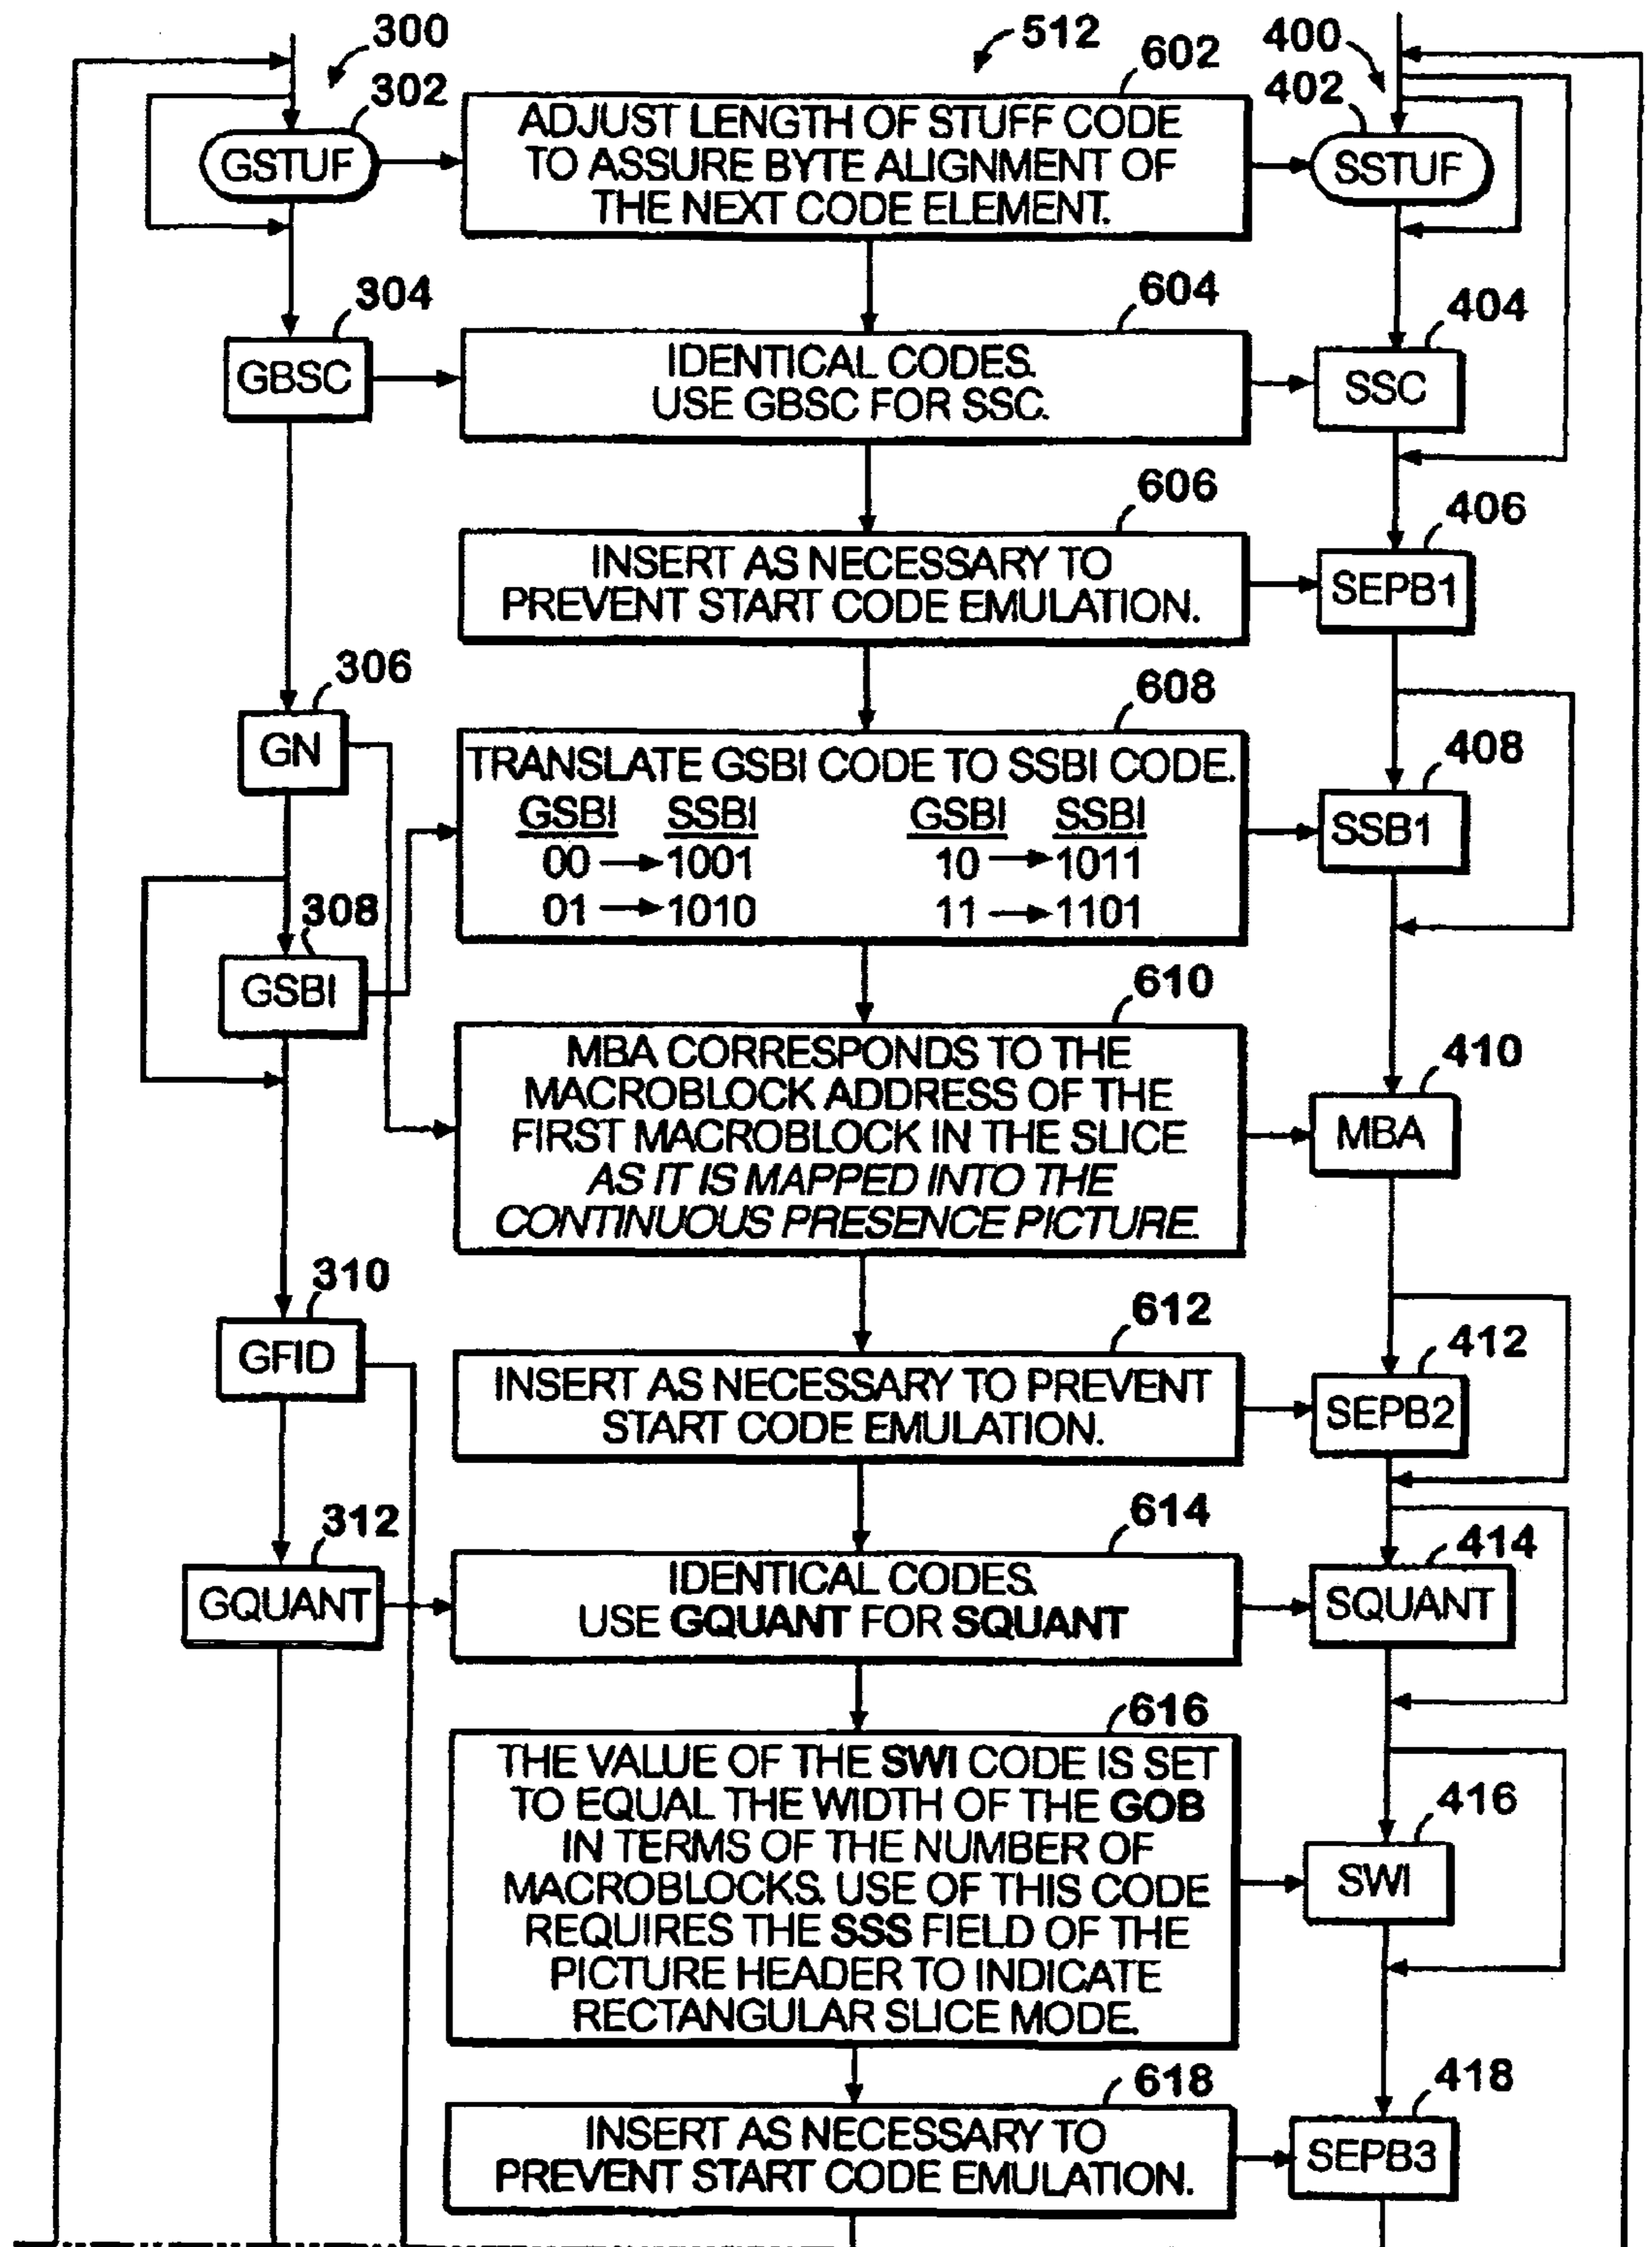 300
512
400
302
602
402
GSTUF
ADJUST LENGTH OF STUFF CODE
TO ASSURE BYTE ALIGNMENT OF
THE NEXT CODE ELEMENT.
SSTUF
304
604
404
GBSC
IDENTICAL CODES.
USE GBSC FOR SSC.
SSC
606
406
INSERT AS NECESSARY TO
PREVENT START CODE EMULATION.
SEPB1
306
608
408
GN
TRANSLATE GSBI CODE TO SSBI CODE.
GSBI SSBI GSBI SSBI
00 → 1001 10 → 1011
01 → 1010 11 → 1101
SSB1
308
GSBI
610
410
MBA CORRESPONDS TO THE
MACROBLOCK ADDRESS OF THE
FIRST MACROBLOCK IN THE SLICE
AS IT IS MAPPED INTO THE
CONTINUOUS PRESENCE PICTURE.
MBA
310
612
412
GFID
INSERT AS NECESSARY TO PREVENT
START CODE EMULATION.
SEPB2
312
614
414
GQUANT
IDENTICAL CODES.
USE GQUANT FOR SQUANT
SQUANT
616
416
THE VALUE OF THE SWI CODE IS SET
TO EQUAL THE WIDTH OF THE GOB
IN TERMS OF THE NUMBER OF
MACROBLOCKS. USE OF THIS CODE
REQUIRES THE SSS FIELD OF THE
PICTURE HEADER TO INDICATE
RECTANGULAR SLICE MODE.
SWI
618
418
INSERT AS NECESSARY TO
PREVENT START CODE EMULATION.
SEPB3